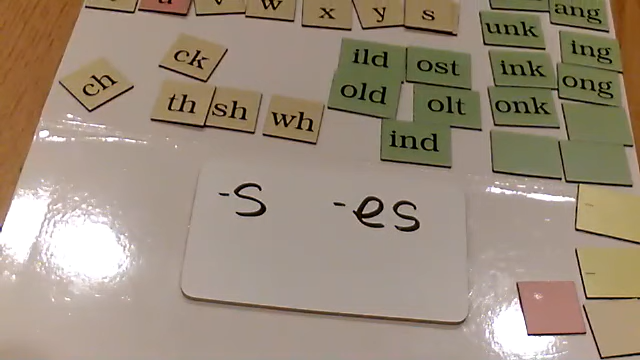 w x y s
ang
unk
ing
ck
ild ost
ink
ong
ch
old
th sh wh
olt
onk
ind
-s -es